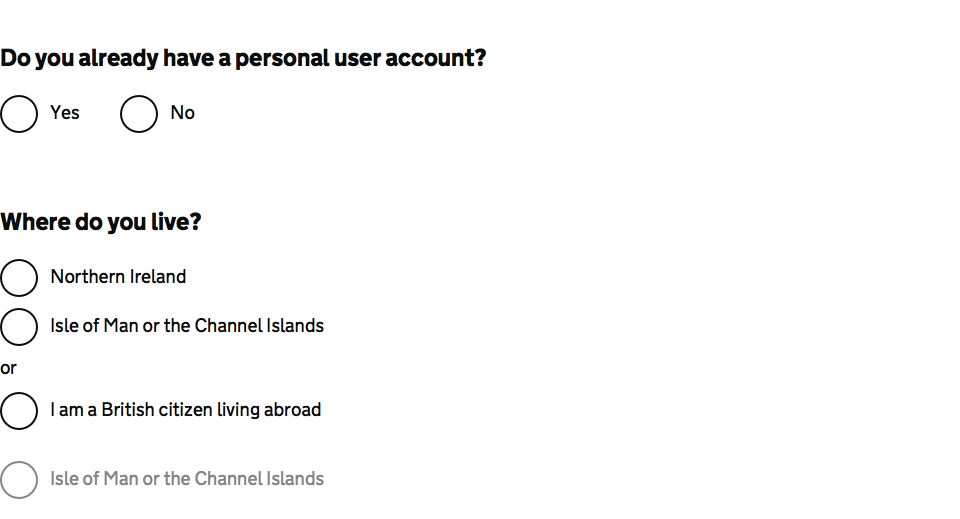 Do you already have a personal user account?
Yes No
Where do you live?
Northern Ireland
Isle of Man or the Channel Islands
or
I am a British citizen living abroad
Isle of Man or the Channel Islands